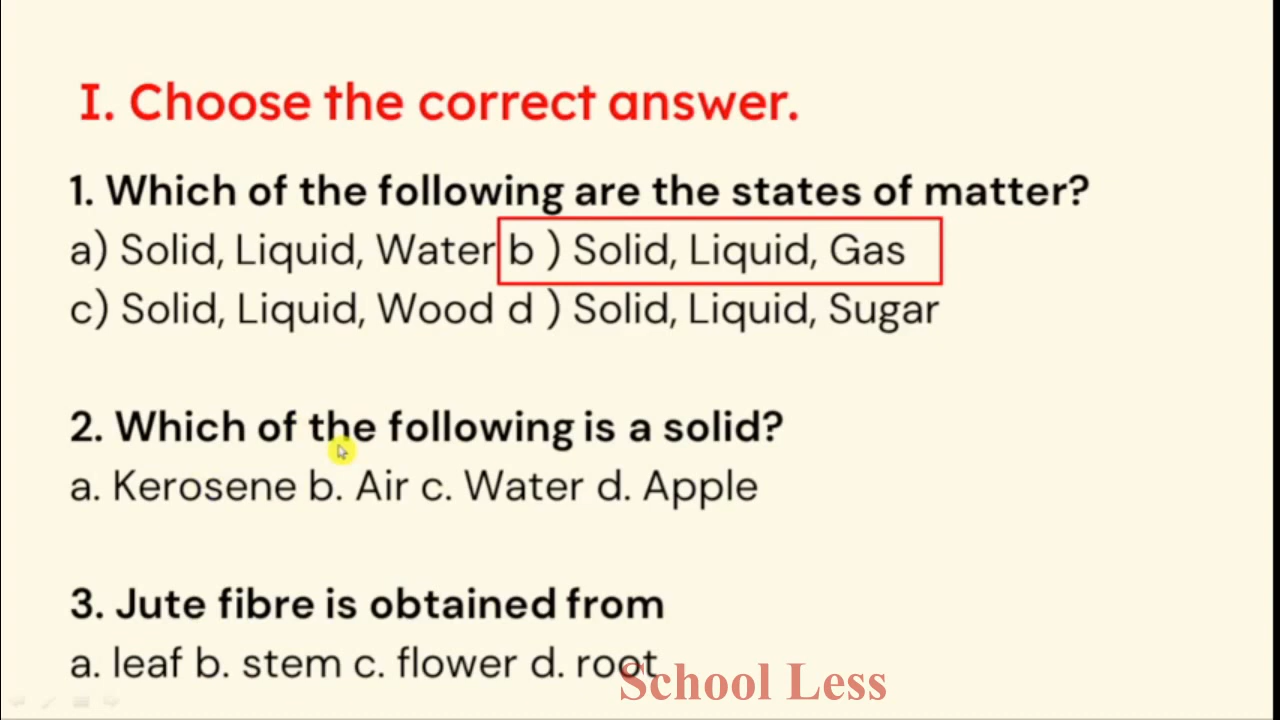 I. Choose the correct answer.
1. Which of the following are the states of matter?
a) Solid, Liquid, Water b ) Solid, Liquid, Gas
c) Solid, Liquid, Wood d ) Solid, Liquid, Sugar
2. Which of the following is a solid?
a. Kerosene b. Air c. Water d. Apple
3. Jute fibre is obtained from
a. leaf b. stem c. flower d. root
School Less